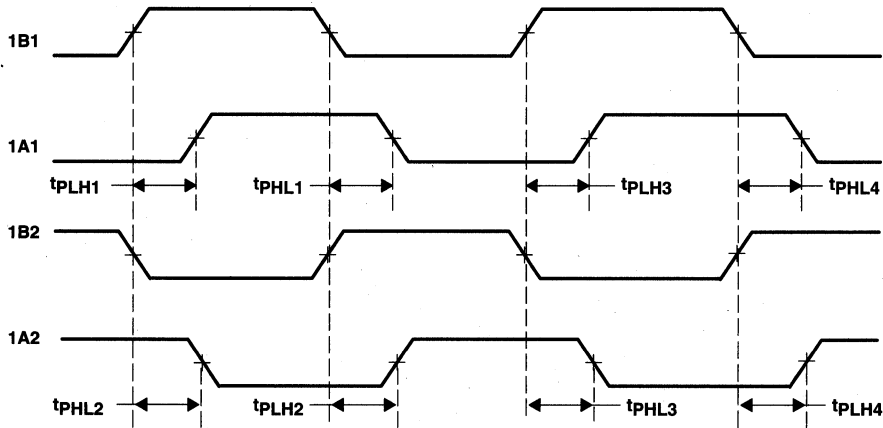 1B1
1A1
tPLH1 tPHL1 tPLH3 tPHL4
1B2
1A2
tPHL2 tPLH2 tPHL3 tPLH4